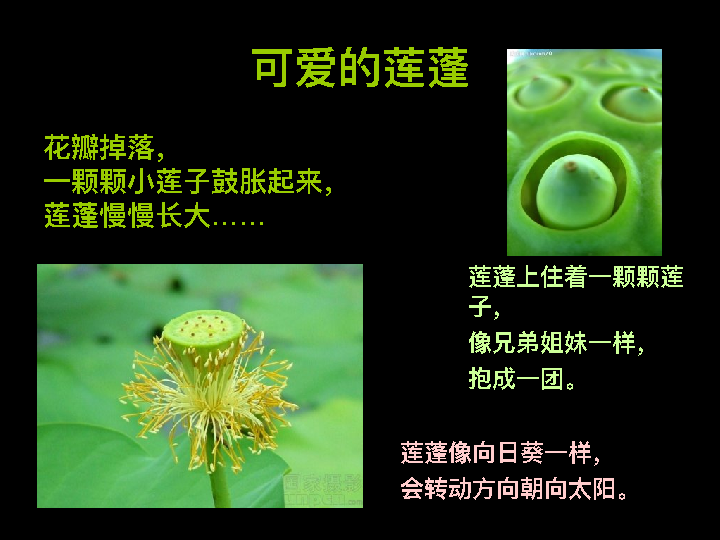 可爱的莲蓬
花瓣掉落，
一颗颗小莲子鼓胀起来，
莲蓬慢慢长大……
莲蓬上住着一颗颗莲
子，
像兄弟姐妹一样，
抱成一团。
莲蓬像向日葵一样，
会转动方向朝向太阳。